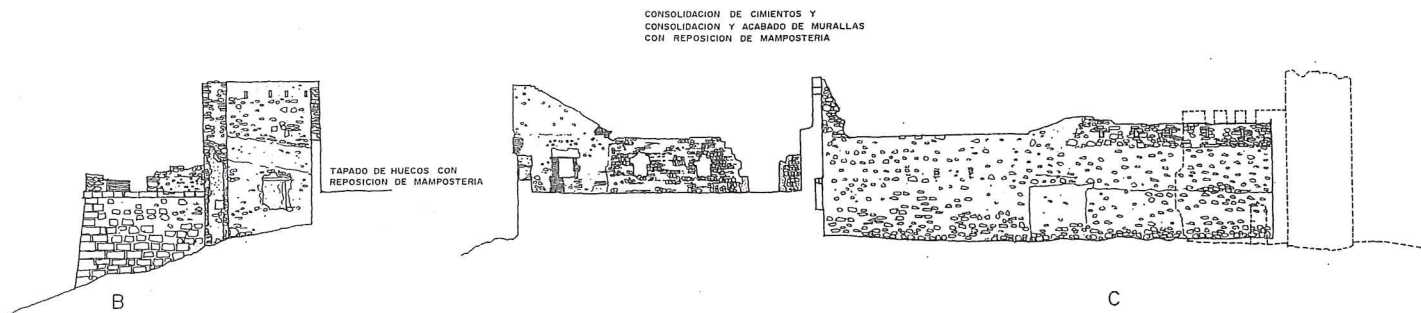 CONSOLIDACION DE CIMIENTOS Y
CONSOLIDACION Y ACABADO DE MURALLAS
CON REPOSICION DE MAMPOSTERIA
TAPADO DE HUECOS CON
REPOSICION DE MAMPOSTERIA
B
C